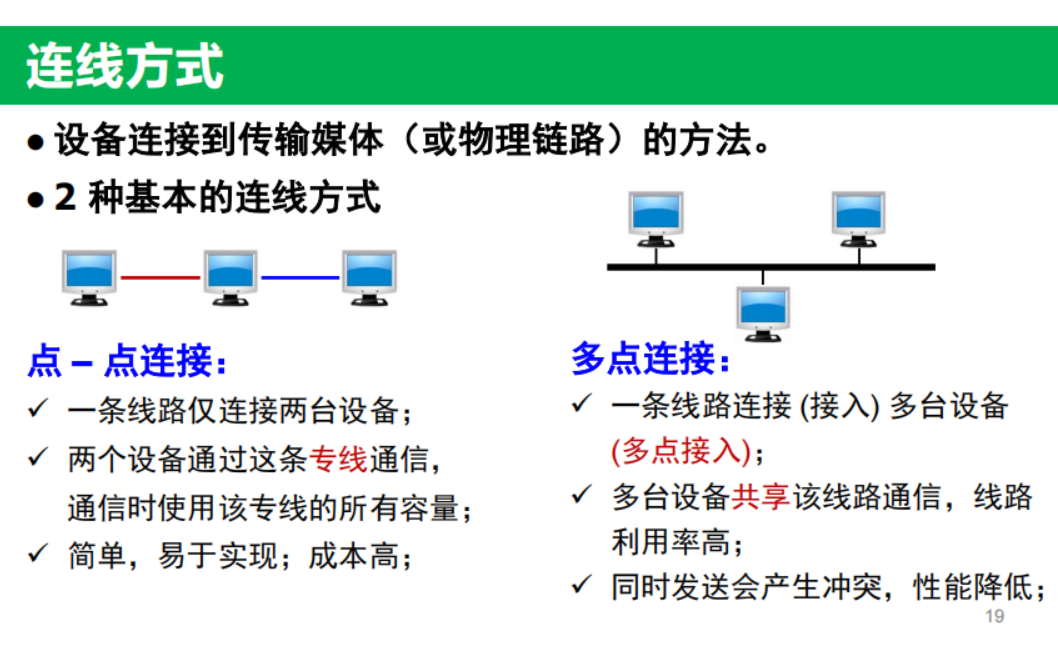 连线方式
● 设备连接到传输媒体（或物理链路）的方法。
● 2 种基本的连线方式
点 – 点连接：
✓ 一条线路仅连接两台设备；
✓ 两个设备通过这条专线通信，
通信时使用该专线的所有容量；
✓ 简单，易于实现；成本高；
多点连接：
✓ 一条线路连接 (接入) 多台设备
(多点接入)；
✓ 多台设备共享该线路通信，线路
利用率高；
✓ 同时发送会产生冲突，性能降低；
19